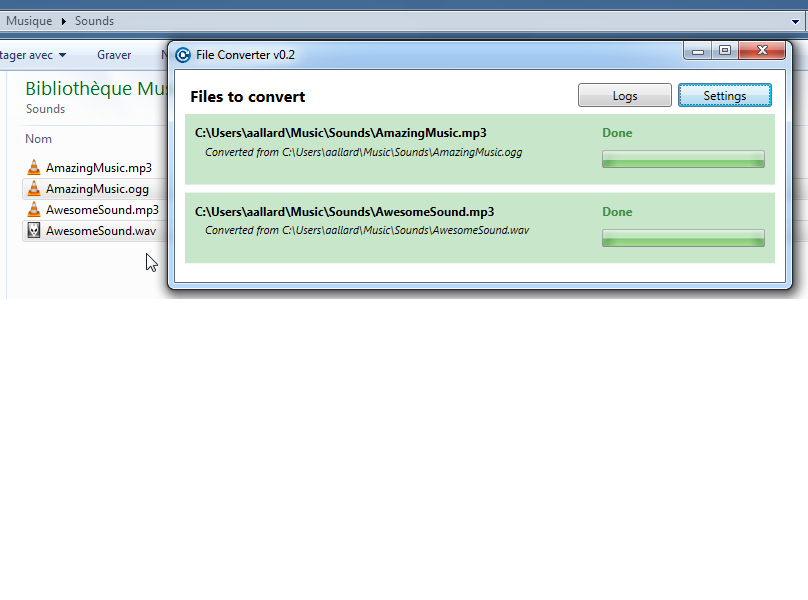 Musique Sounds
tager avec Graver
File Converter v0.2
Bibliothèque Mu
Sounds
Nom
AmazingMusic.mp3
AmazingMusic.ogg
AwesomeSound.mp3
AwesomeSound.wav
Files to convert
Logs Settings
C:\Users\aallard\Music\Sounds\AmazingMusic.mp3 Done
Converted from C:\Users\aallard\Music\Sounds\AmazingMusic.ogg
C:\Users\aallard\Music\Sounds\AwesomeSound.mp3 Done
Converted from C:\Users\aallard\Music\Sounds\AwesomeSound.wav